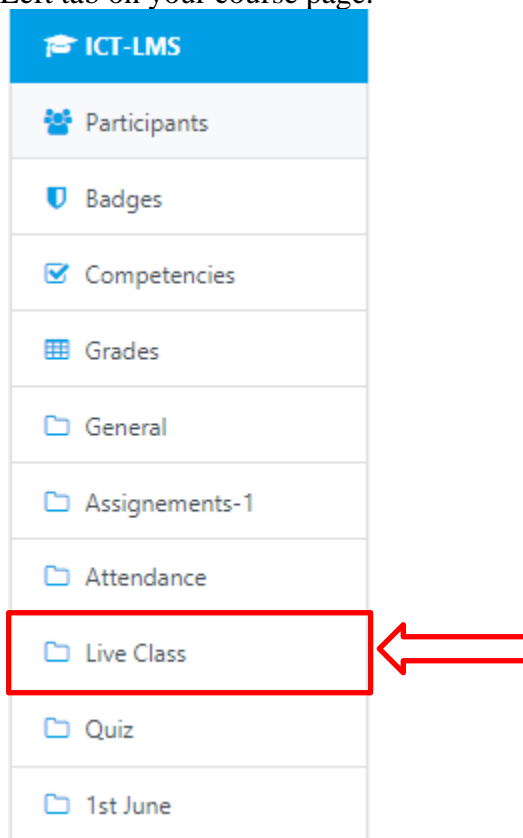 Left tab on your course page.
ICT-LMS
Participants
Badges
Competencies
Grades
General
Assignements-1
Attendance
Live Class
Quiz
1st June